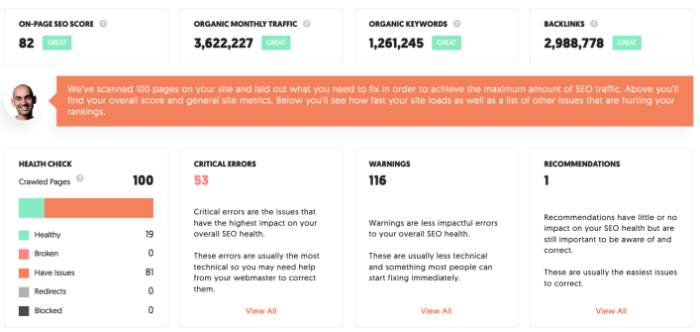 ON-PAGE SEO SCORE ?
82 GREAT
ORGANIC MONTHLY TRAFFIC ?
3,622,227 GREAT
ORGANIC KEYWORDS ?
1,261,245 GREAT
BACKLINKS ?
2,988,778 GREAT
We've scanned 100 pages on your site and laid out what you need to fix in order to achieve the maximum amount of SEO traffic. Above you'll
find your overall score and general site metrics. Below you'll see how fast your site loads as well as a list of other issues that are hurting your
rankings.
HEALTH CHECK
Crawled Pages ? 100
Healthy 19
Broken 0
Have Issues 81
Redirects 0
Blocked 0
CRITICAL ERRORS
53
Critical errors are the issues that
have the highest impact on your
overall SEO health.
These errors are usually the most
technical so you may need help
from your webmaster to correct
them.
View All
WARNINGS
116
Warnings are less impactful errors
to your overall SEO health.
These are usually less technical
and something most people can
start fixing immediately.
View All
RECOMMENDATIONS
1
Recommendations have little or no
impact on your SEO health but are
still important to be aware of and
correct.
These are usually the easiest issues
to correct.
View All